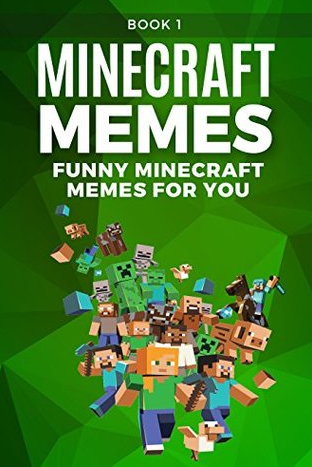 BOOK 1
MINECRAFT
MEMES
FUNNY MINECRAFT
MEMES FOR YOU